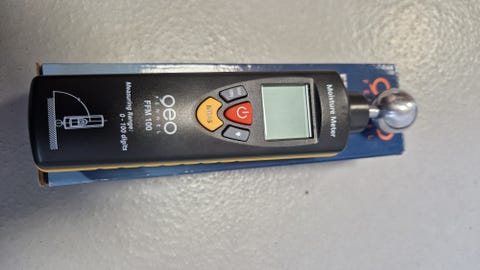 Moisture Meter
geo
FENNEL
FFM 100
Measuring Range:
0 - 100 digits